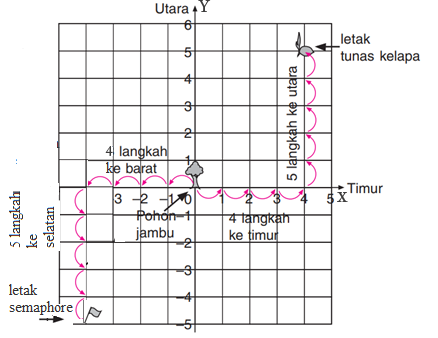 Utara Y
6
5
4
3
2
1
0
letak
tunas kelapa
5 langkah ke utara
4 langkah
ke barat
3 –2 –1 0 1 2 3 4 5 X Timur
Pohon
jambu
4 langkah
ke timur
–1
–2
–3
–4
–5
5 langkah
ke
selatan
letak
semaphore